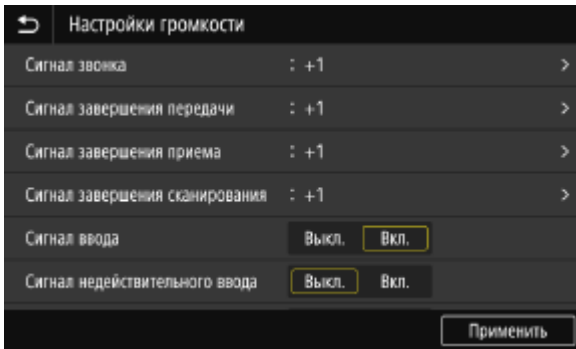 Настройки громкости
Сигнал звонка : +1 >
Сигнал завершения передачи : +1 >
Сигнал завершения приема : +1 >
Сигнал завершения сканирования : +1 >
Сигнал ввода Выкл. Вкл.
Сигнал недействительного ввода Выкл. Вкл.
Применить